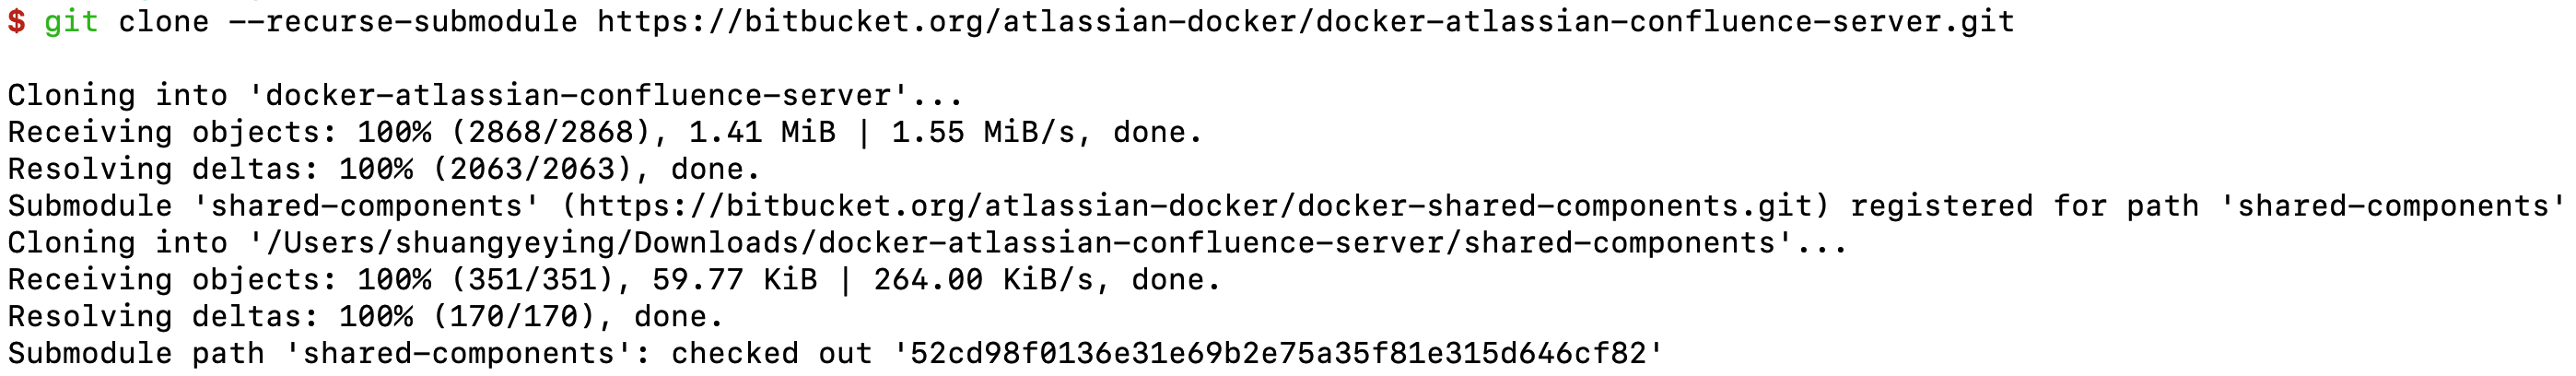 $ git clone --recurse-submodule https://bitbucket.org/atlassian-docker/docker-atlassian-confluence-server.git
Cloning into 'docker-atlassian-confluence-server'...
Receiving objects: 100% (2868/2868), 1.41 MiB | 1.55 MiB/s, done.
Resolving deltas: 100% (2063/2063), done.
Submodule 'shared-components' (https://bitbucket.org/atlassian-docker/docker-shared-components.git) registered for path 'shared-components'
Cloning into '/Users/shuangyeying/Downloads/docker-atlassian-confluence-server/shared-components'...
Receiving objects: 100% (351/351), 59.77 KiB | 264.00 KiB/s, done.
Resolving deltas: 100% (170/170), done.
Submodule path 'shared-components': checked out '52cd98f0136e31e69b2e75a35f81e315d646cf82'